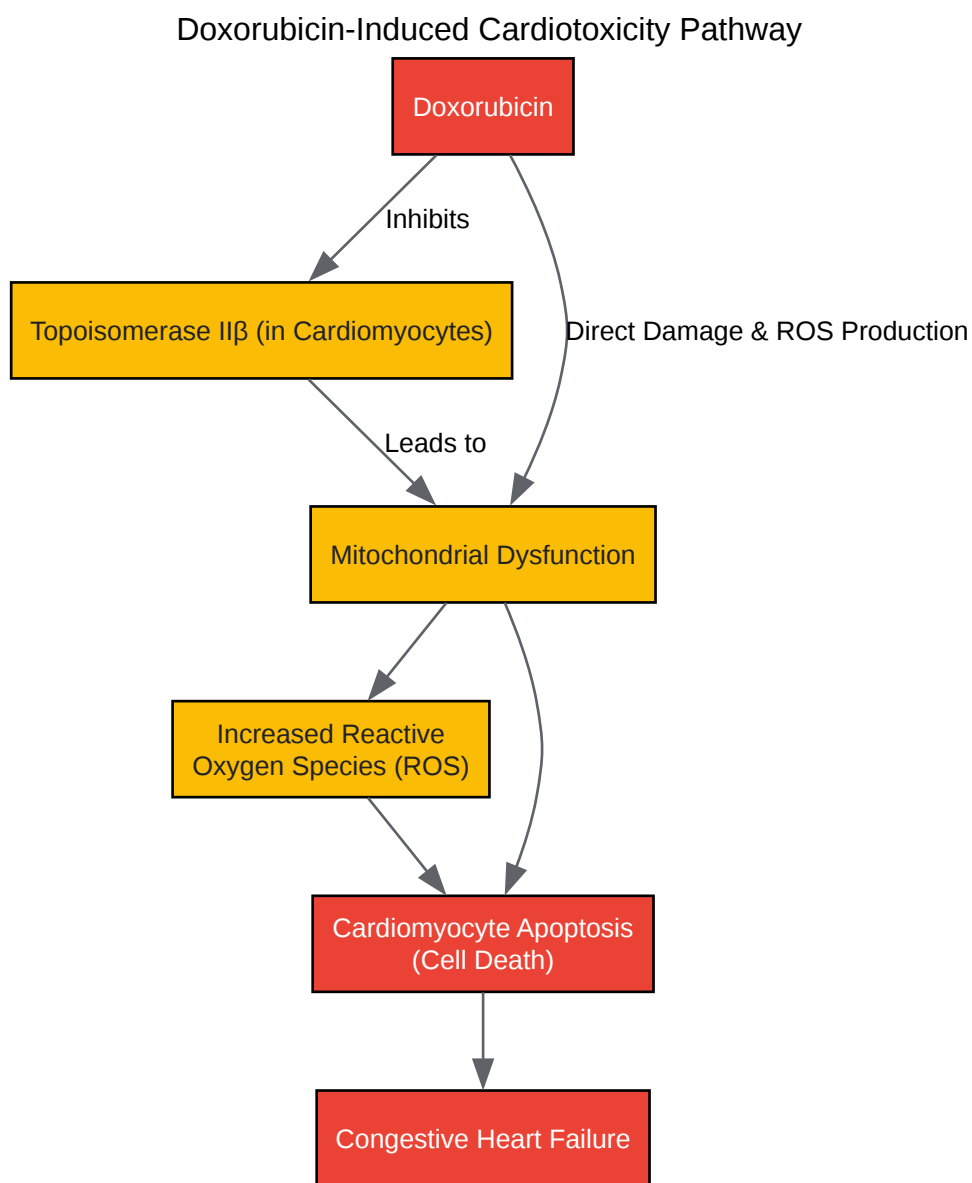 Doxorubicin-Induced Cardiotoxicity Pathway
Doxorubicin
Inhibits
Topoisomerase IIβ (in Cardiomyocytes)
Direct Damage & ROS Production
Leads to
Mitochondrial Dysfunction
Increased Reactive
Oxygen Species (ROS)
Cardiomyocyte Apoptosis
(Cell Death)
Congestive Heart Failure